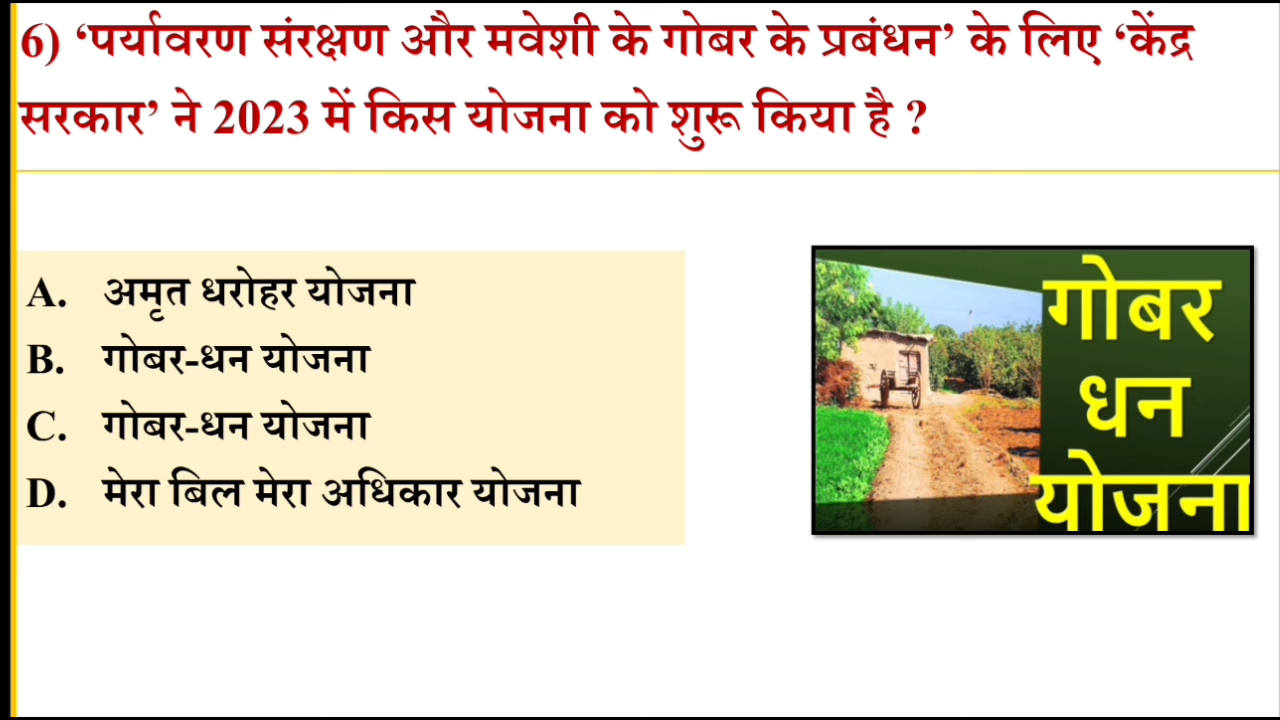 6) ‘पर्यावरण संरक्षण और मवेशी के गोबर के प्रबंधन’ के लिए ‘केंद्र
सरकार’ ने 2023 में किस योजना को शुरू किया है ?
A. अमृत धरोहर योजना
B. गोबर-धन योजना
C. गोबर-धन योजना
D. मेरा बिल मेरा अधिकार योजना
गोबर
धन
योजना